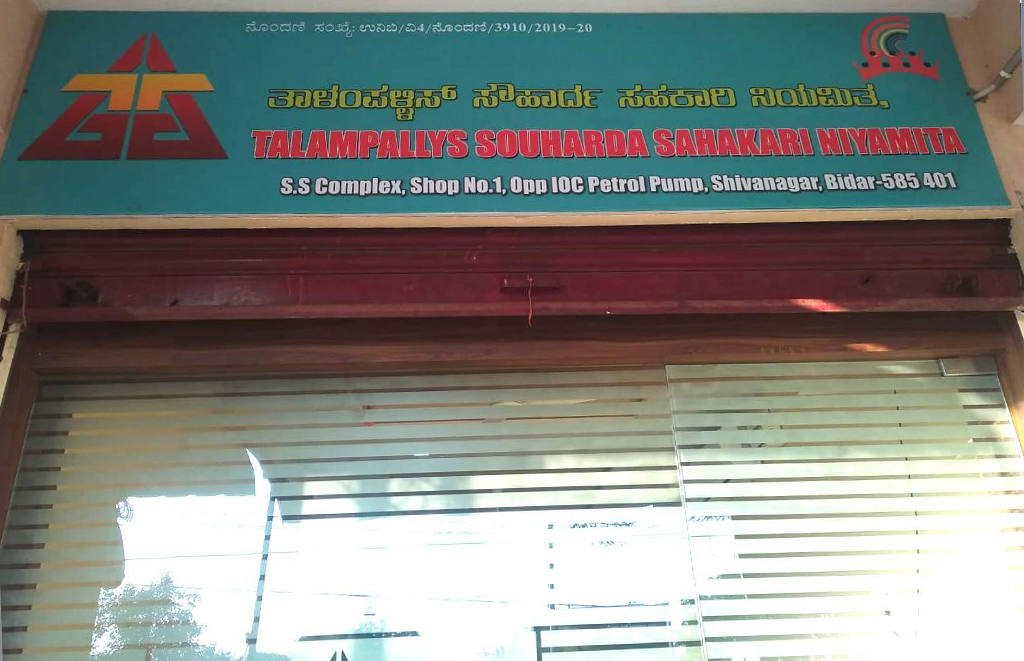 ನೊಂದಣಿ ಸಂಖ್ಯೆ: ಉನಿಬಿ/ವಿ4/ನೊಂದಣಿ/3910/2019-20
ತಾಳಂಪಳ್ಳಿಸ್ ಸೌಹಾರ್ದ ಸಹಕಾರಿ ನಿಯಮಿತ,
TALAMPALLYS SOUHARDA SAHAKARI NIYAMITA
S.S Complex, Shop No.1, Opp IOC Petrol Pump, Shivanagar, Bidar-585 401